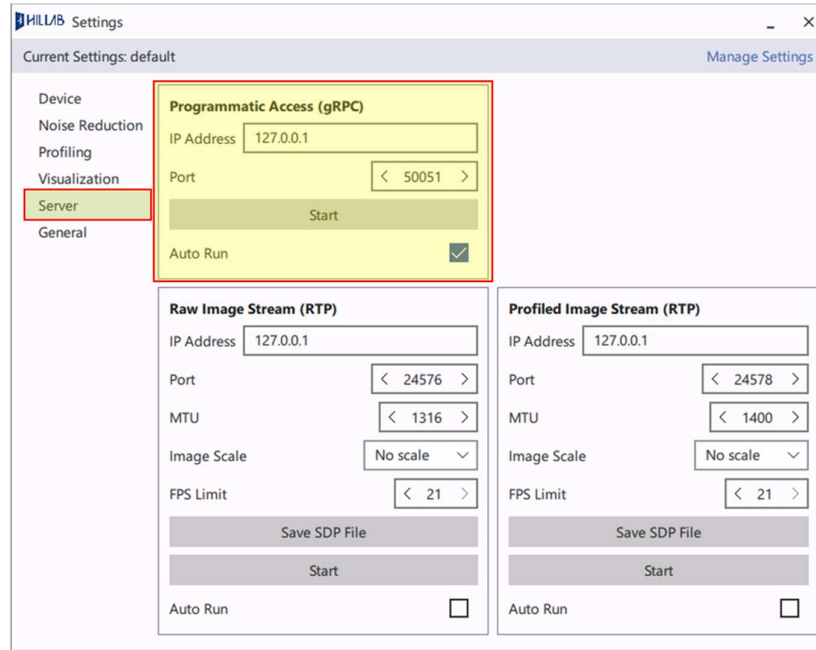 HILLAB Settings
Current Settings: default
Manage Settings
Device
Noise Reduction
Profiling
Visualization
Server
General
Programmatic Access (gRPC)
IP Address 127.0.0.1
Port 50051
Start
Auto Run
Raw Image Stream (RTP)
IP Address 127.0.0.1
Port 24576
MTU 1316
Image Scale No scale
FPS Limit 21
Save SDP File
Start
Auto Run
Profiled Image Stream (RTP)
IP Address 127.0.0.1
Port 24578
MTU 1400
Image Scale No scale
FPS Limit 21
Save SDP File
Start
Auto Run